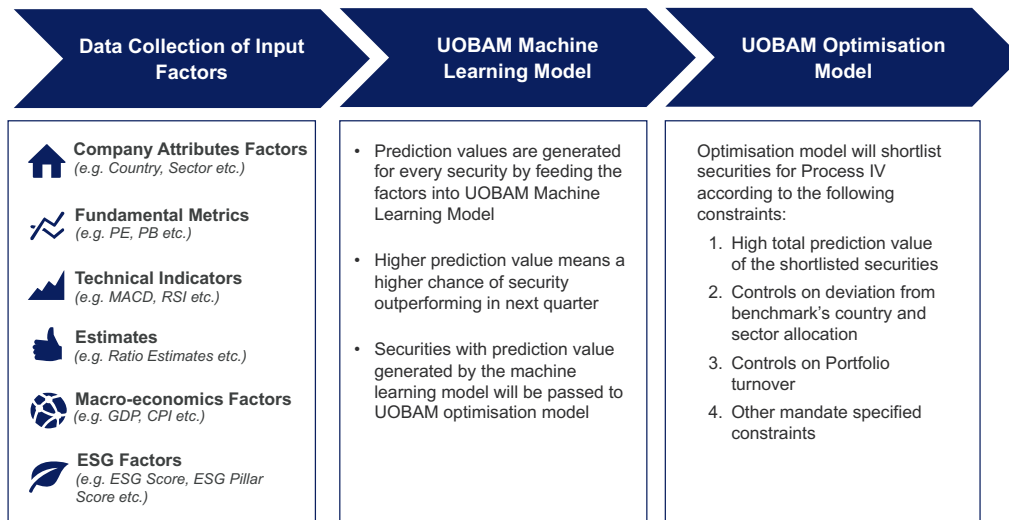 Data Collection of Input
Factors
UOBAM Machine
Learning Model
UOBAM Optimisation
Model
Company Attributes Factors
(e.g. Country, Sector etc.)
Fundamental Metrics
(e.g. PE, PB etc.)
Technical Indicators
(e.g. MACD, RSI etc.)
Estimates
(e.g. Ratio Estimates etc.)
Macro-economics Factors
(e.g. GDP, CPI etc.)
ESG Factors
(e.g. ESG Score, ESG Pillar
Score etc.)
• Prediction values are generated
for every security by feeding the
factors into UOBAM Machine
Learning Model
• Higher prediction value means a
higher chance of security
outperforming in next quarter
• Securities with prediction value
generated by the machine
learning model will be passed to
UOBAM optimisation model
Optimisation model will shortlist
securities for Process IV
according to the following
constraints:
1. High total prediction value
of the shortlisted securities
2. Controls on deviation from
benchmark's country and
sector allocation
3. Controls on Portfolio
turnover
4. Other mandate specified
constraints